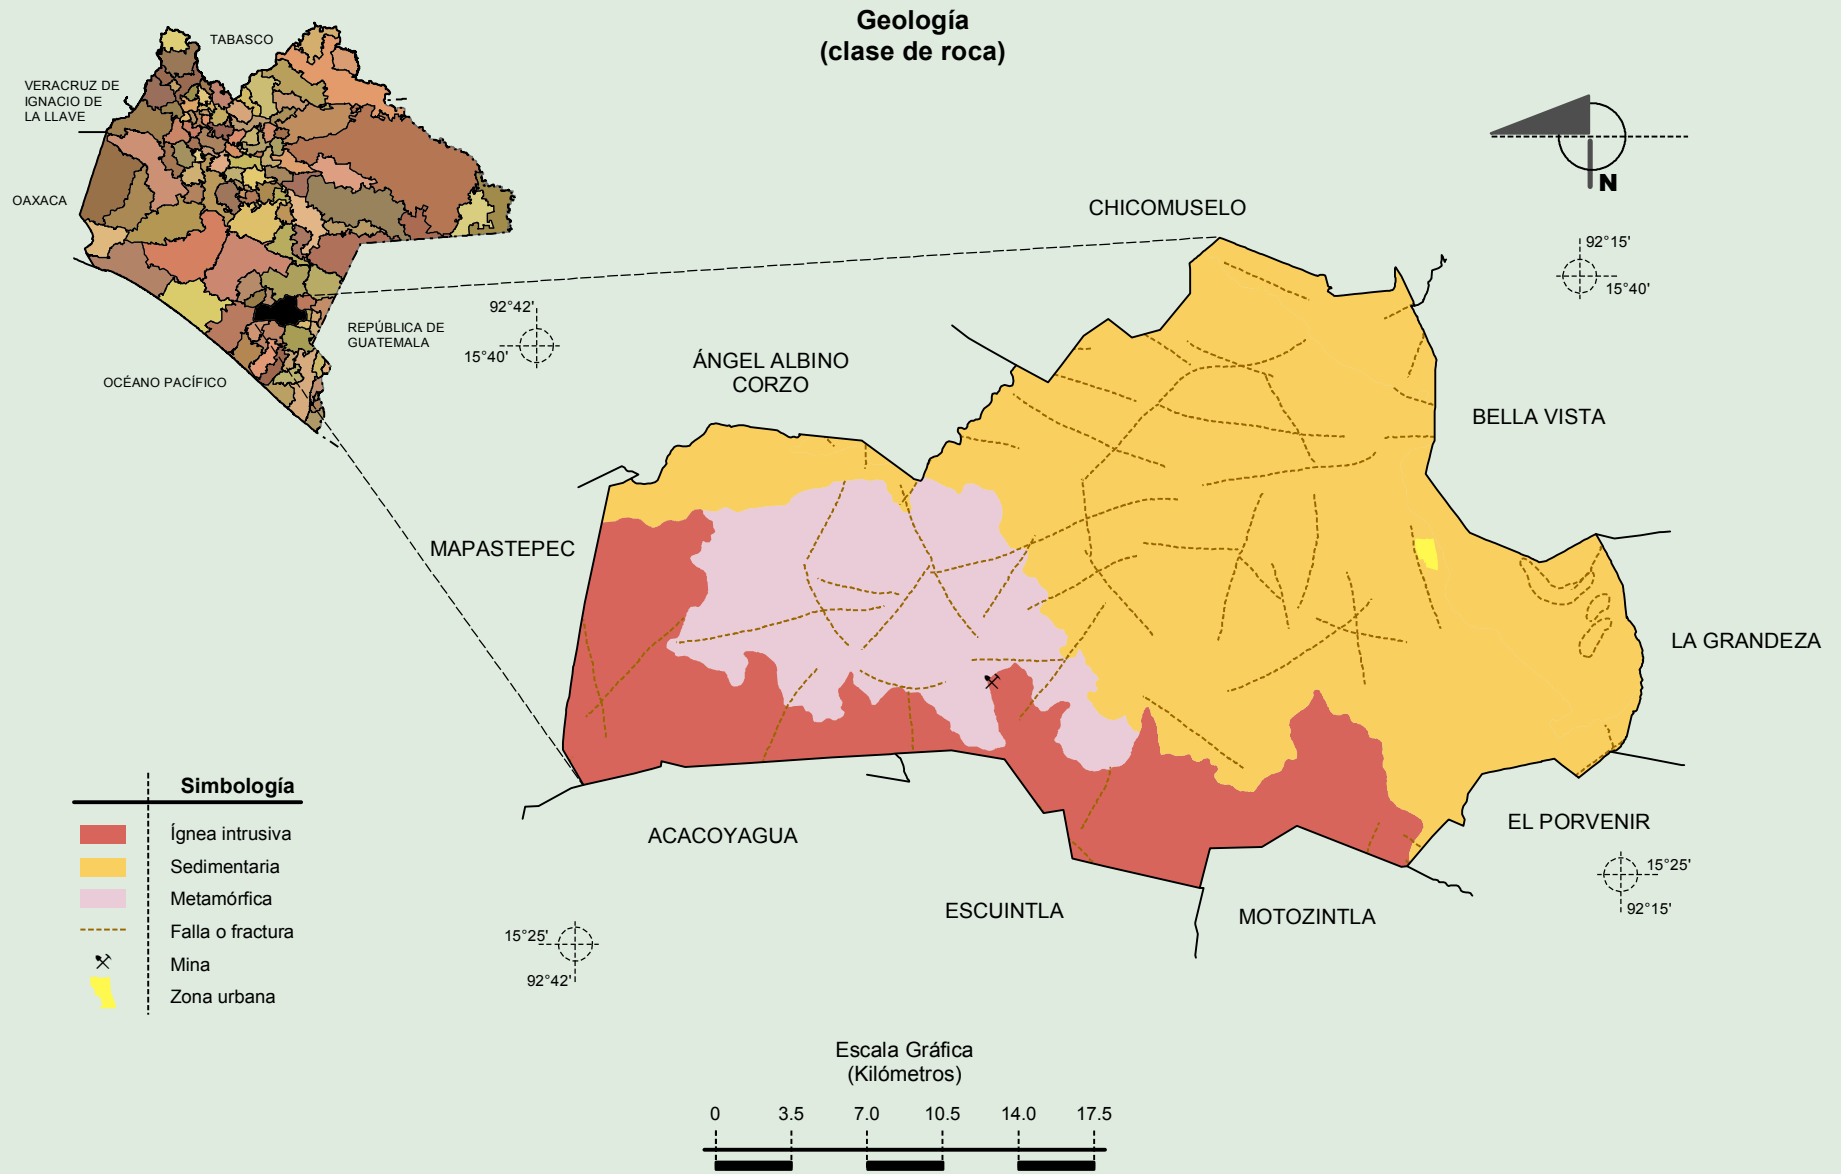 Geología
(clase de roca)
TABASCO
VERACRUZ DE
IGNACIO DE
LA LLAVE
OAXACA
REPÚBLICA DE
GUATEMALA
OCÉANO PACÍFICO
N
92°42'
15°40'
92°15'
15°40'
CHICOMUSELO
ÁNGEL ALBINO
CORZO
BELLA VISTA
MAPASTEPEC
LA GRANDEZA
EL PORVENIR
ACACOYAGUA
ESCUINTLA
MOTOZINTLA
15°25'
92°15'
15°25'
92°42'
Simbología
Ígnea intrusiva
Sedimentaria
Metamórfica
Falla o fractura
Mina
Zona urbana
Escala Gráfica
(Kilómetros)
0 3.5 7.0 10.5 14.0 17.5